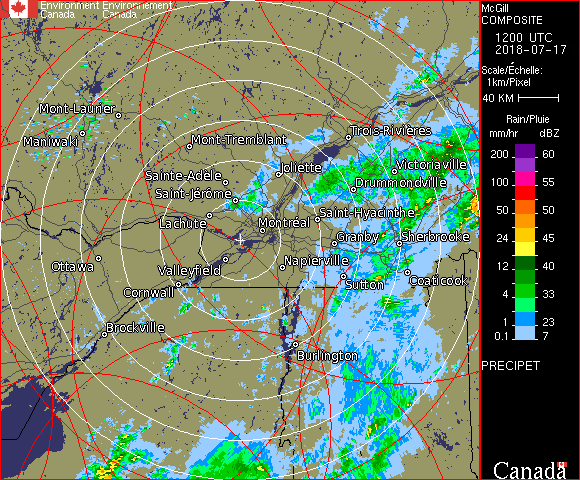 Environment Environnement
Canada Canada
McGill
COMPOSITE
1200 UTC
2018-07-17
Scale/Échelle:
1km/Pixel
40 KM
Rain/Pluie
mm/hr dBZ
200 60
100 55
50 50
24 45
12 40
4 33
1 23
0.1 7
PRECIPET
Canada
Mont-Laurier
Maniwaki
Mont-Tremblant
Trois-Rivières
Joliette
Victoriaville
Sainte-Adèle
Drummondville
Saint-Jérôme
Saint-Hyacinthe
Lachute
Montréal
Granby
Sherbrooke
Ottawa
Valleyfield
Napierville
Coaticook
Sutton
Cornwall
Brockville
Burlington